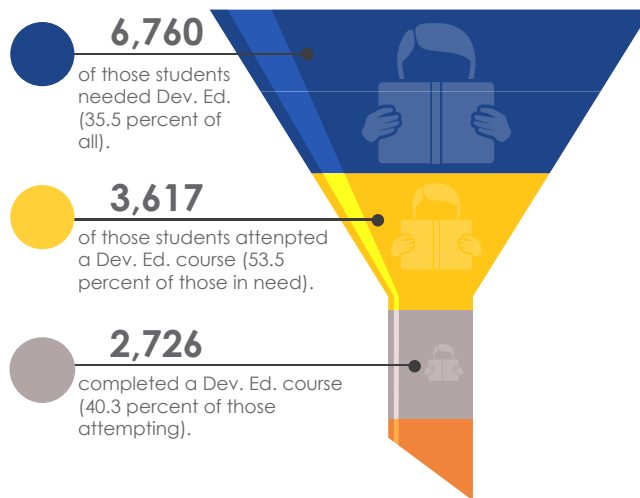 6,760
of those students
needed Dev. Ed.
(35.5 percent of
all).
3,617
of those students attenpted
a Dev. Ed. course (53.5
percent of those in need).
2,726
completed a Dev. Ed. course
(40.3 percent of those
attempting).